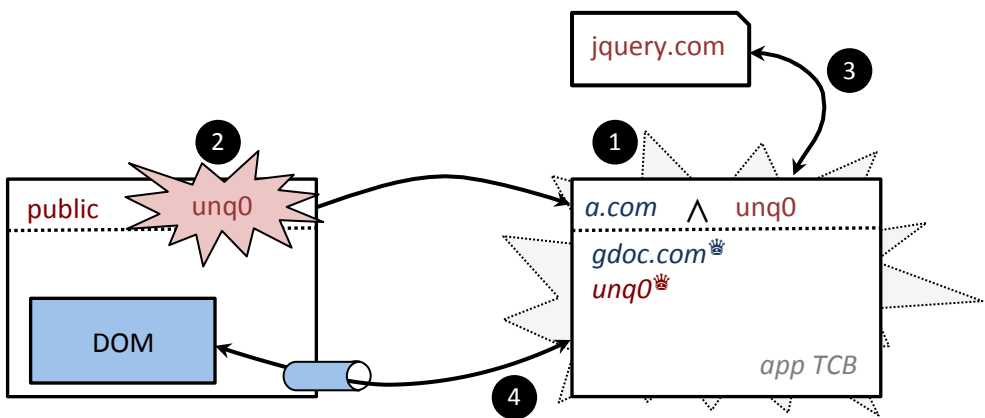 jquery.com
3
2
1
public unq0
a.com ∧ unq0
gdoc.com♛
unq0♛
DOM
app TCB
4